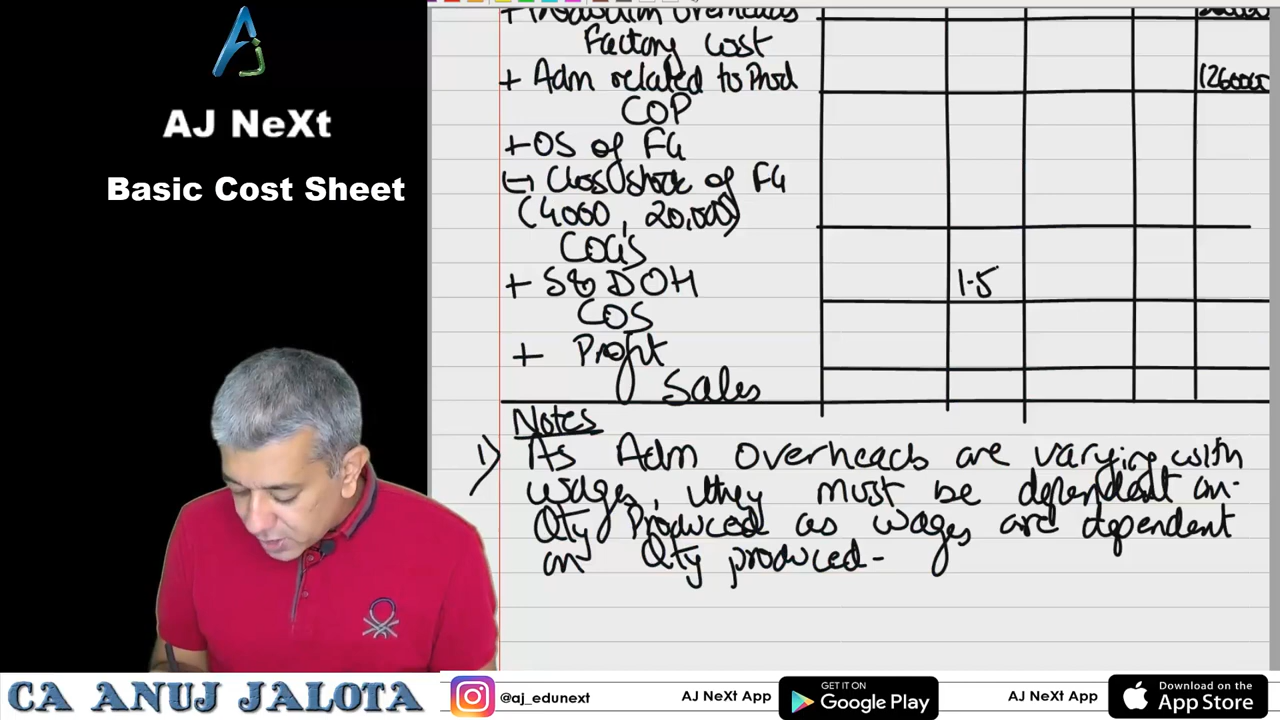 AJ NeXt
Basic Cost Sheet
Factory Cost
+ Adm related to Prod
1260000
COP
+ OS of FG
(-) Clos stock of FG
(4000, 20,000)
COGS
+ S & D OH
1.5
COS
+ Profit
Sales
Notes
1) As Adm overheads are varying with
wages, they must be dependent on
Qty Produced as wages are dependent
on Qty produced-
CA ANUJ JALOTA
@aj_edunext
AJ NeXt App
GET IT ON
Google Play
AJ NeXt App
Download on the
App Store